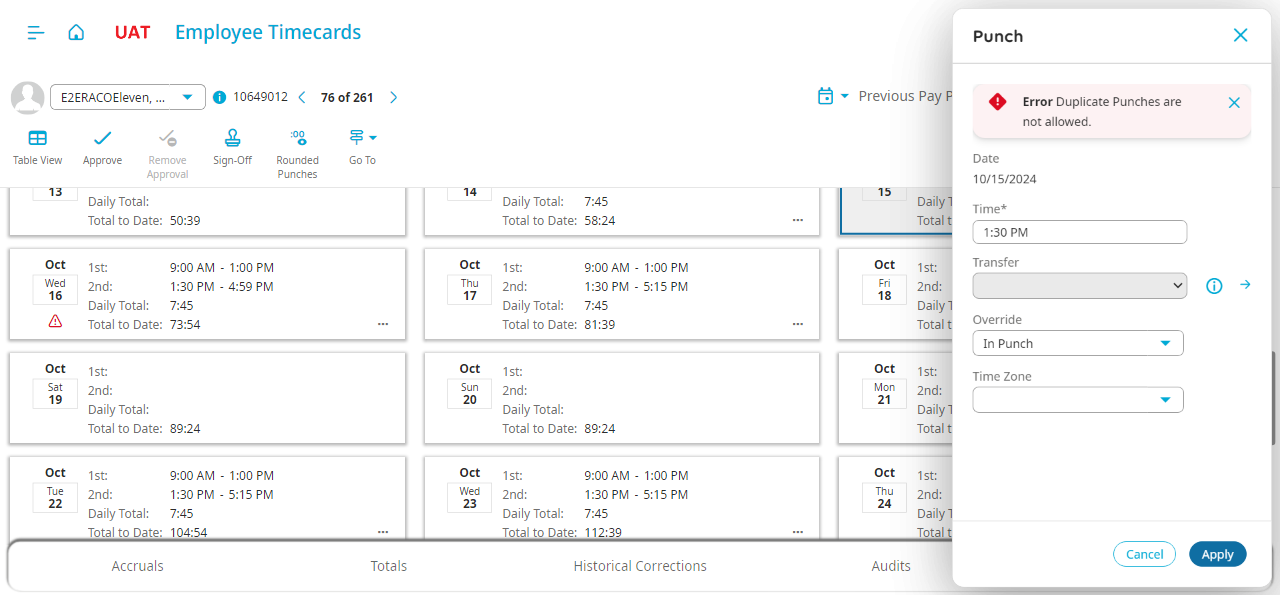 UAT Employee Timecards
E2ERACOEleven, ... 10649012 76 of 261 Previous Pay P
Table View Approve Remove Approval Sign-Off :00 Rounded Punches Go To
13
Daily Total:
Total to Date: 50:39
14
Daily Total: 7:45
Total to Date: 58:24 ...
15
Daily T
Total t
Oct
Wed
16
1st: 9:00 AM - 1:00 PM
2nd: 1:30 PM - 4:59 PM
Daily Total: 7:45
Total to Date: 73:54 ...
Oct
Thu
17
1st: 9:00 AM - 1:00 PM
2nd: 1:30 PM - 5:15 PM
Daily Total: 7:45
Total to Date: 81:39 ...
Oct
Fri
18
1st:
2nd:
Daily T
Total t
Oct
Sat
19
1st:
2nd:
Daily Total:
Total to Date: 89:24
Oct
Sun
20
1st:
2nd:
Daily Total:
Total to Date: 89:24
Oct
Mon
21
1st:
2nd:
Daily T
Total t
Oct
Tue
22
1st: 9:00 AM - 1:00 PM
2nd: 1:30 PM - 5:15 PM
Daily Total: 7:45
Total to Date: 104:54 ...
Oct
Wed
23
1st: 9:00 AM - 1:00 PM
2nd: 1:30 PM - 5:15 PM
Daily Total: 7:45
Total to Date: 112:39 ...
Oct
Thu
24
1st:
2nd:
Daily T
Total t
Accruals Totals Historical Corrections Audits
Punch
Error Duplicate Punches are
not allowed.
Date
10/15/2024
Time*
1:30 PM
Transfer
Override
In Punch
Time Zone
Cancel Apply